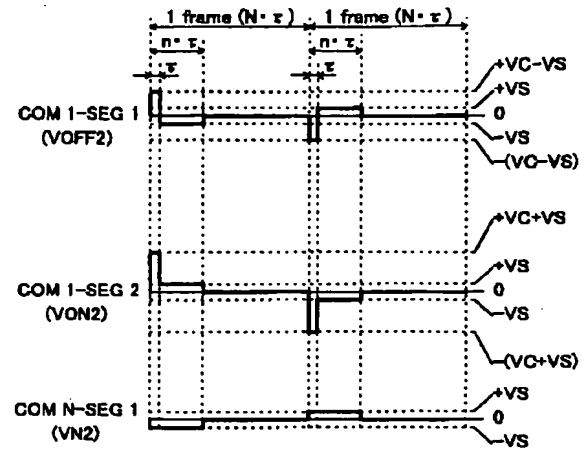 1 frame (N・τ) 1 frame (N・τ)
n・τ n・τ
τ τ
+VC-VS
+VS
COM 1-SEG 1
(VOFF2)
0
-VS
-(VC-VS)
+VC+VS
+VS
COM 1-SEG 2
(VON2)
0
-VS
-(VC+VS)
+VS
COM N-SEG 1
(VN2)
0
-VS